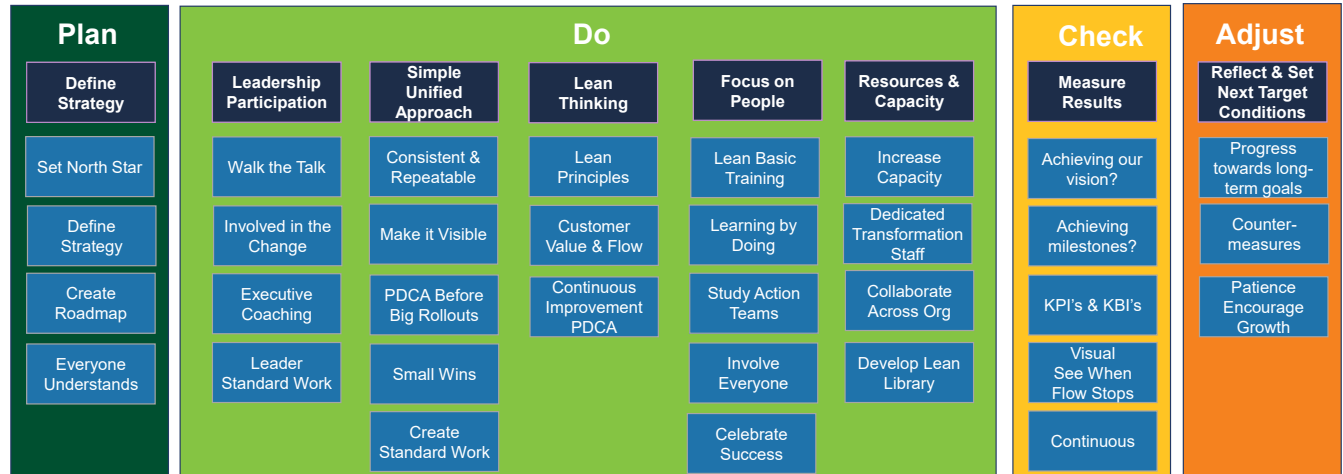 Plan
Define
Strategy
Set North Star
Define
Strategy
Create
Roadmap
Everyone
Understands
Do
Leadership
Participation
Walk the Talk
Involved in the
Change
Executive
Coaching
Leader
Standard Work
Simple
Unified
Approach
Consistent &
Repeatable
Make it Visible
PDCA Before
Big Rollouts
Small Wins
Create
Standard Work
Lean
Thinking
Lean
Principles
Customer
Value & Flow
Continuous
Improvement
PDCA
Focus on
People
Lean Basic
Training
Learning by
Doing
Study Action
Teams
Involve
Everyone
Celebrate
Success
Resources &
Capacity
Increase
Capacity
Dedicated
Transformation
Staff
Collaborate
Across Org
Develop Lean
Library
Check
Measure
Results
Achieving our
vision?
Achieving
milestones?
KPI's & KBI's
Visual
See When
Flow Stops
Continuous
Adjust
Reflect & Set
Next Target
Conditions
Progress
towards long-
term goals
Counter-
measures
Patience
Encourage
Growth